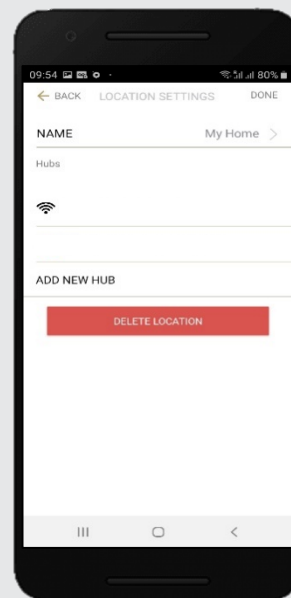 09:54 80%
← BACK LOCATION SETTINGS DONE
NAME My Home >
Hubs
ADD NEW HUB
DELETE LOCATION